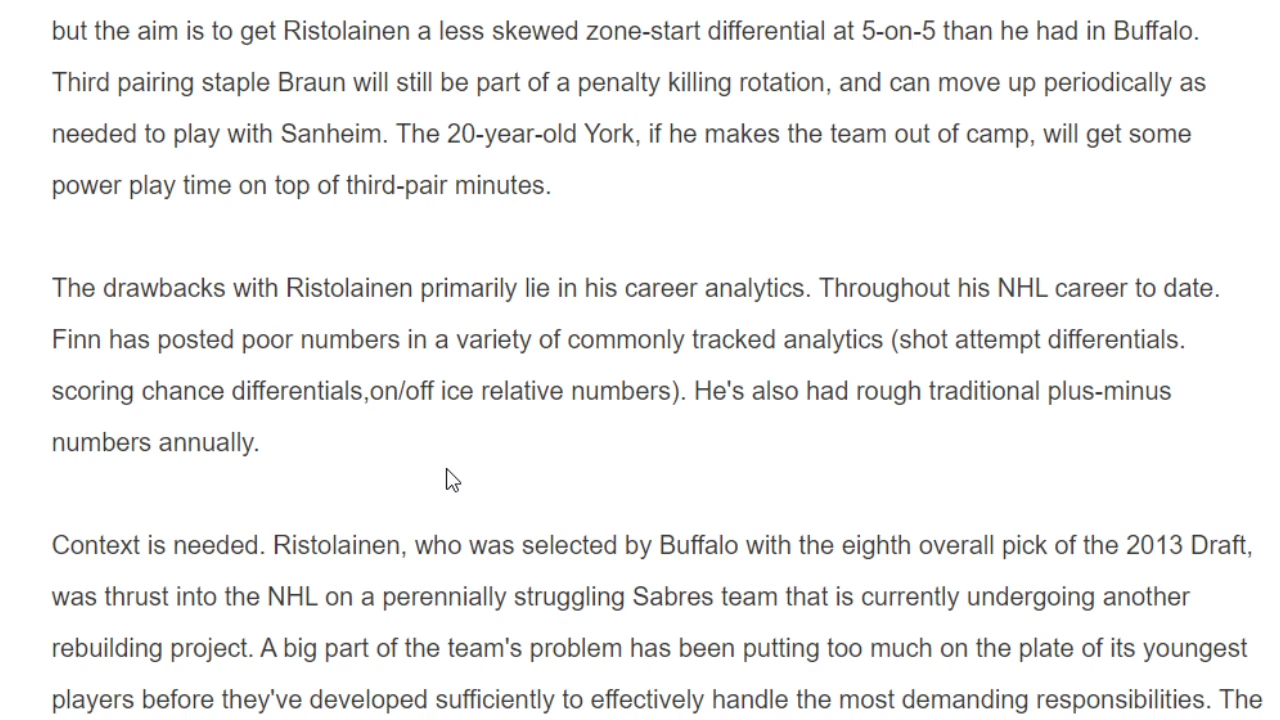 but the aim is to get Ristolainen a less skewed zone-start differential at 5-on-5 than he had in Buffalo.
Third pairing staple Braun will still be part of a penalty killing rotation, and can move up periodically as
needed to play with Sanheim. The 20-year-old York, if he makes the team out of camp, will get some
power play time on top of third-pair minutes.
The drawbacks with Ristolainen primarily lie in his career analytics. Throughout his NHL career to date.
Finn has posted poor numbers in a variety of commonly tracked analytics (shot attempt differentials.
scoring chance differentials,on/off ice relative numbers). He's also had rough traditional plus-minus
numbers annually.
Context is needed. Ristolainen, who was selected by Buffalo with the eighth overall pick of the 2013 Draft,
was thrust into the NHL on a perennially struggling Sabres team that is currently undergoing another
rebuilding project. A big part of the team's problem has been putting too much on the plate of its youngest
players before they've developed sufficiently to effectively handle the most demanding responsibilities. The